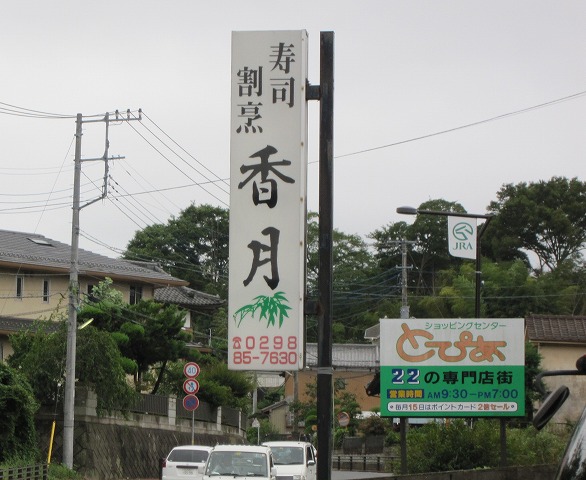 寿司
割烹
香月
☎0298
85-7630
JRA
ショッピングセンター
とぴあ
22の専門店街
営業時間 AM9:30~PM7:00
毎月15日はポイントカード2倍セール
40